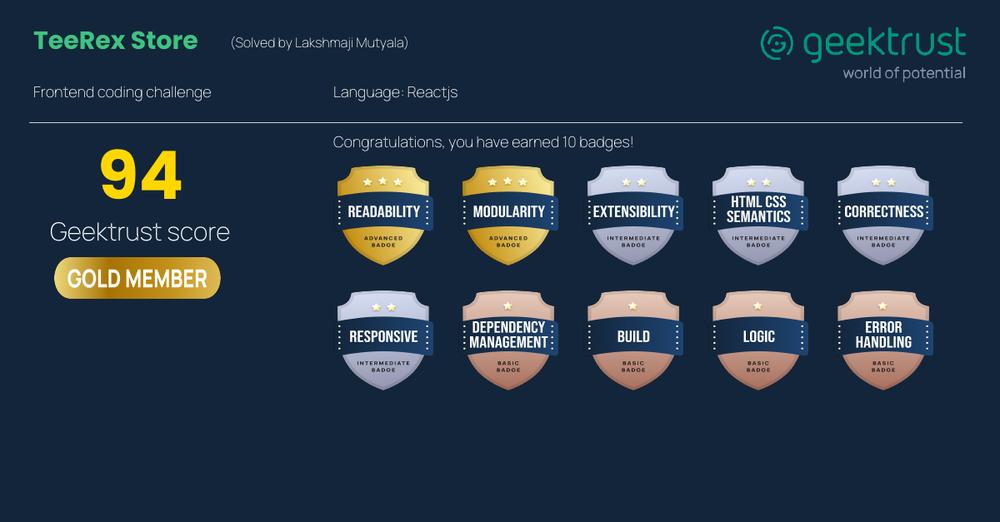 TeeRex Store (Solved by Lakshmaji Mutyala)
geektrust
world of potential
Frontend coding challenge Language: Reactjs
Congratulations, you have earned 10 badges!
94
Geektrust score
GOLD MEMBER
READABILITY
ADVANCED
BADGE
MODULARITY
ADVANCED
BADGE
EXTENSIBILITY
INTERMEDIATE
BADGE
HTML CSS
SEMANTICS
INTERMEDIATE
BADGE
CORRECTNESS
INTERMEDIATE
BADGE
RESPONSIVE
INTERMEDIATE
BADGE
DEPENDENCY
MANAGEMENT
BASIC
BADGE
BUILD
BASIC
BADGE
LOGIC
BASIC
BADGE
ERROR
HANDLING
BASIC
BADGE